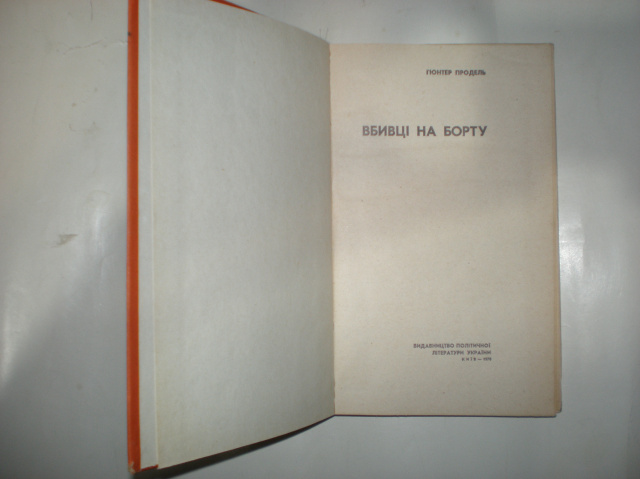 ГЮНТЕР ПРОДЕЛЬ
ВБИВЦІ НА БОРТУ
ВИДАВНИЦТВО ПОЛІТИЧНОЇ
ЛІТЕРАТУРИ УКРАЇНИ
КИЇВ —